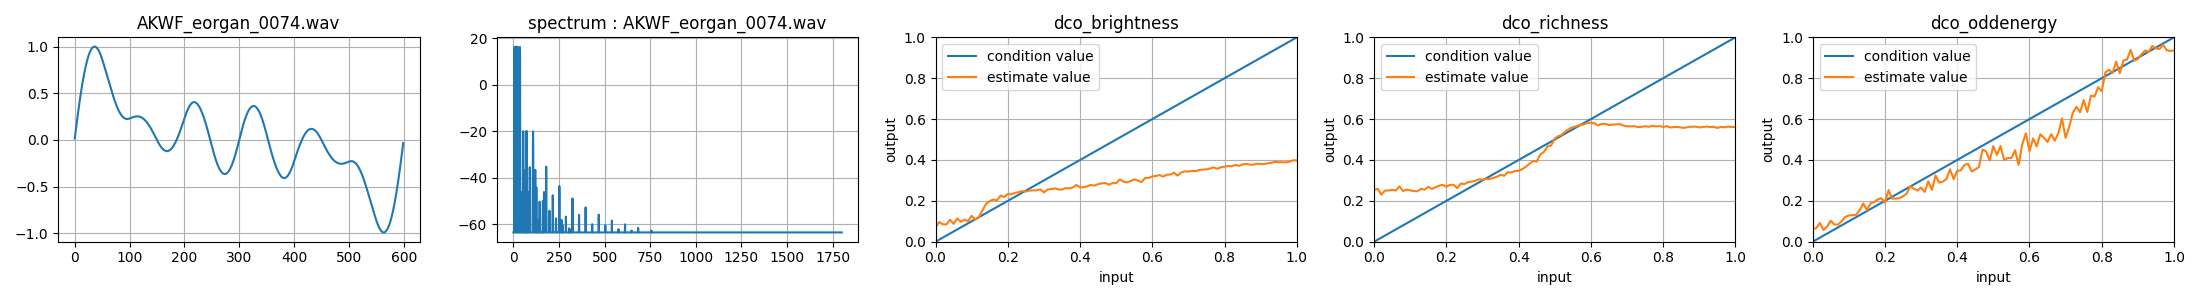 AKWF_eorgan_0074.wav
1.0
0.5
0.0
−0.5
−1.0
0 100 200 300 400 500 600
spectrum : AKWF_eorgan_0074.wav
20
0
−20
−40
−60
0 250 500 750 1000 1250 1500 1750
dco_brightness
condition value
estimate value
1.0
0.8
0.6
0.4
0.2
0.0
output
0.0 0.2 0.4 0.6 0.8 1.0
input
dco_richness
condition value
estimate value
1.0
0.8
0.6
0.4
0.2
0.0
output
0.0 0.2 0.4 0.6 0.8 1.0
input
dco_oddenergy
condition value
estimate value
1.0
0.8
0.6
0.4
0.2
0.0
output
0.0 0.2 0.4 0.6 0.8 1.0
input